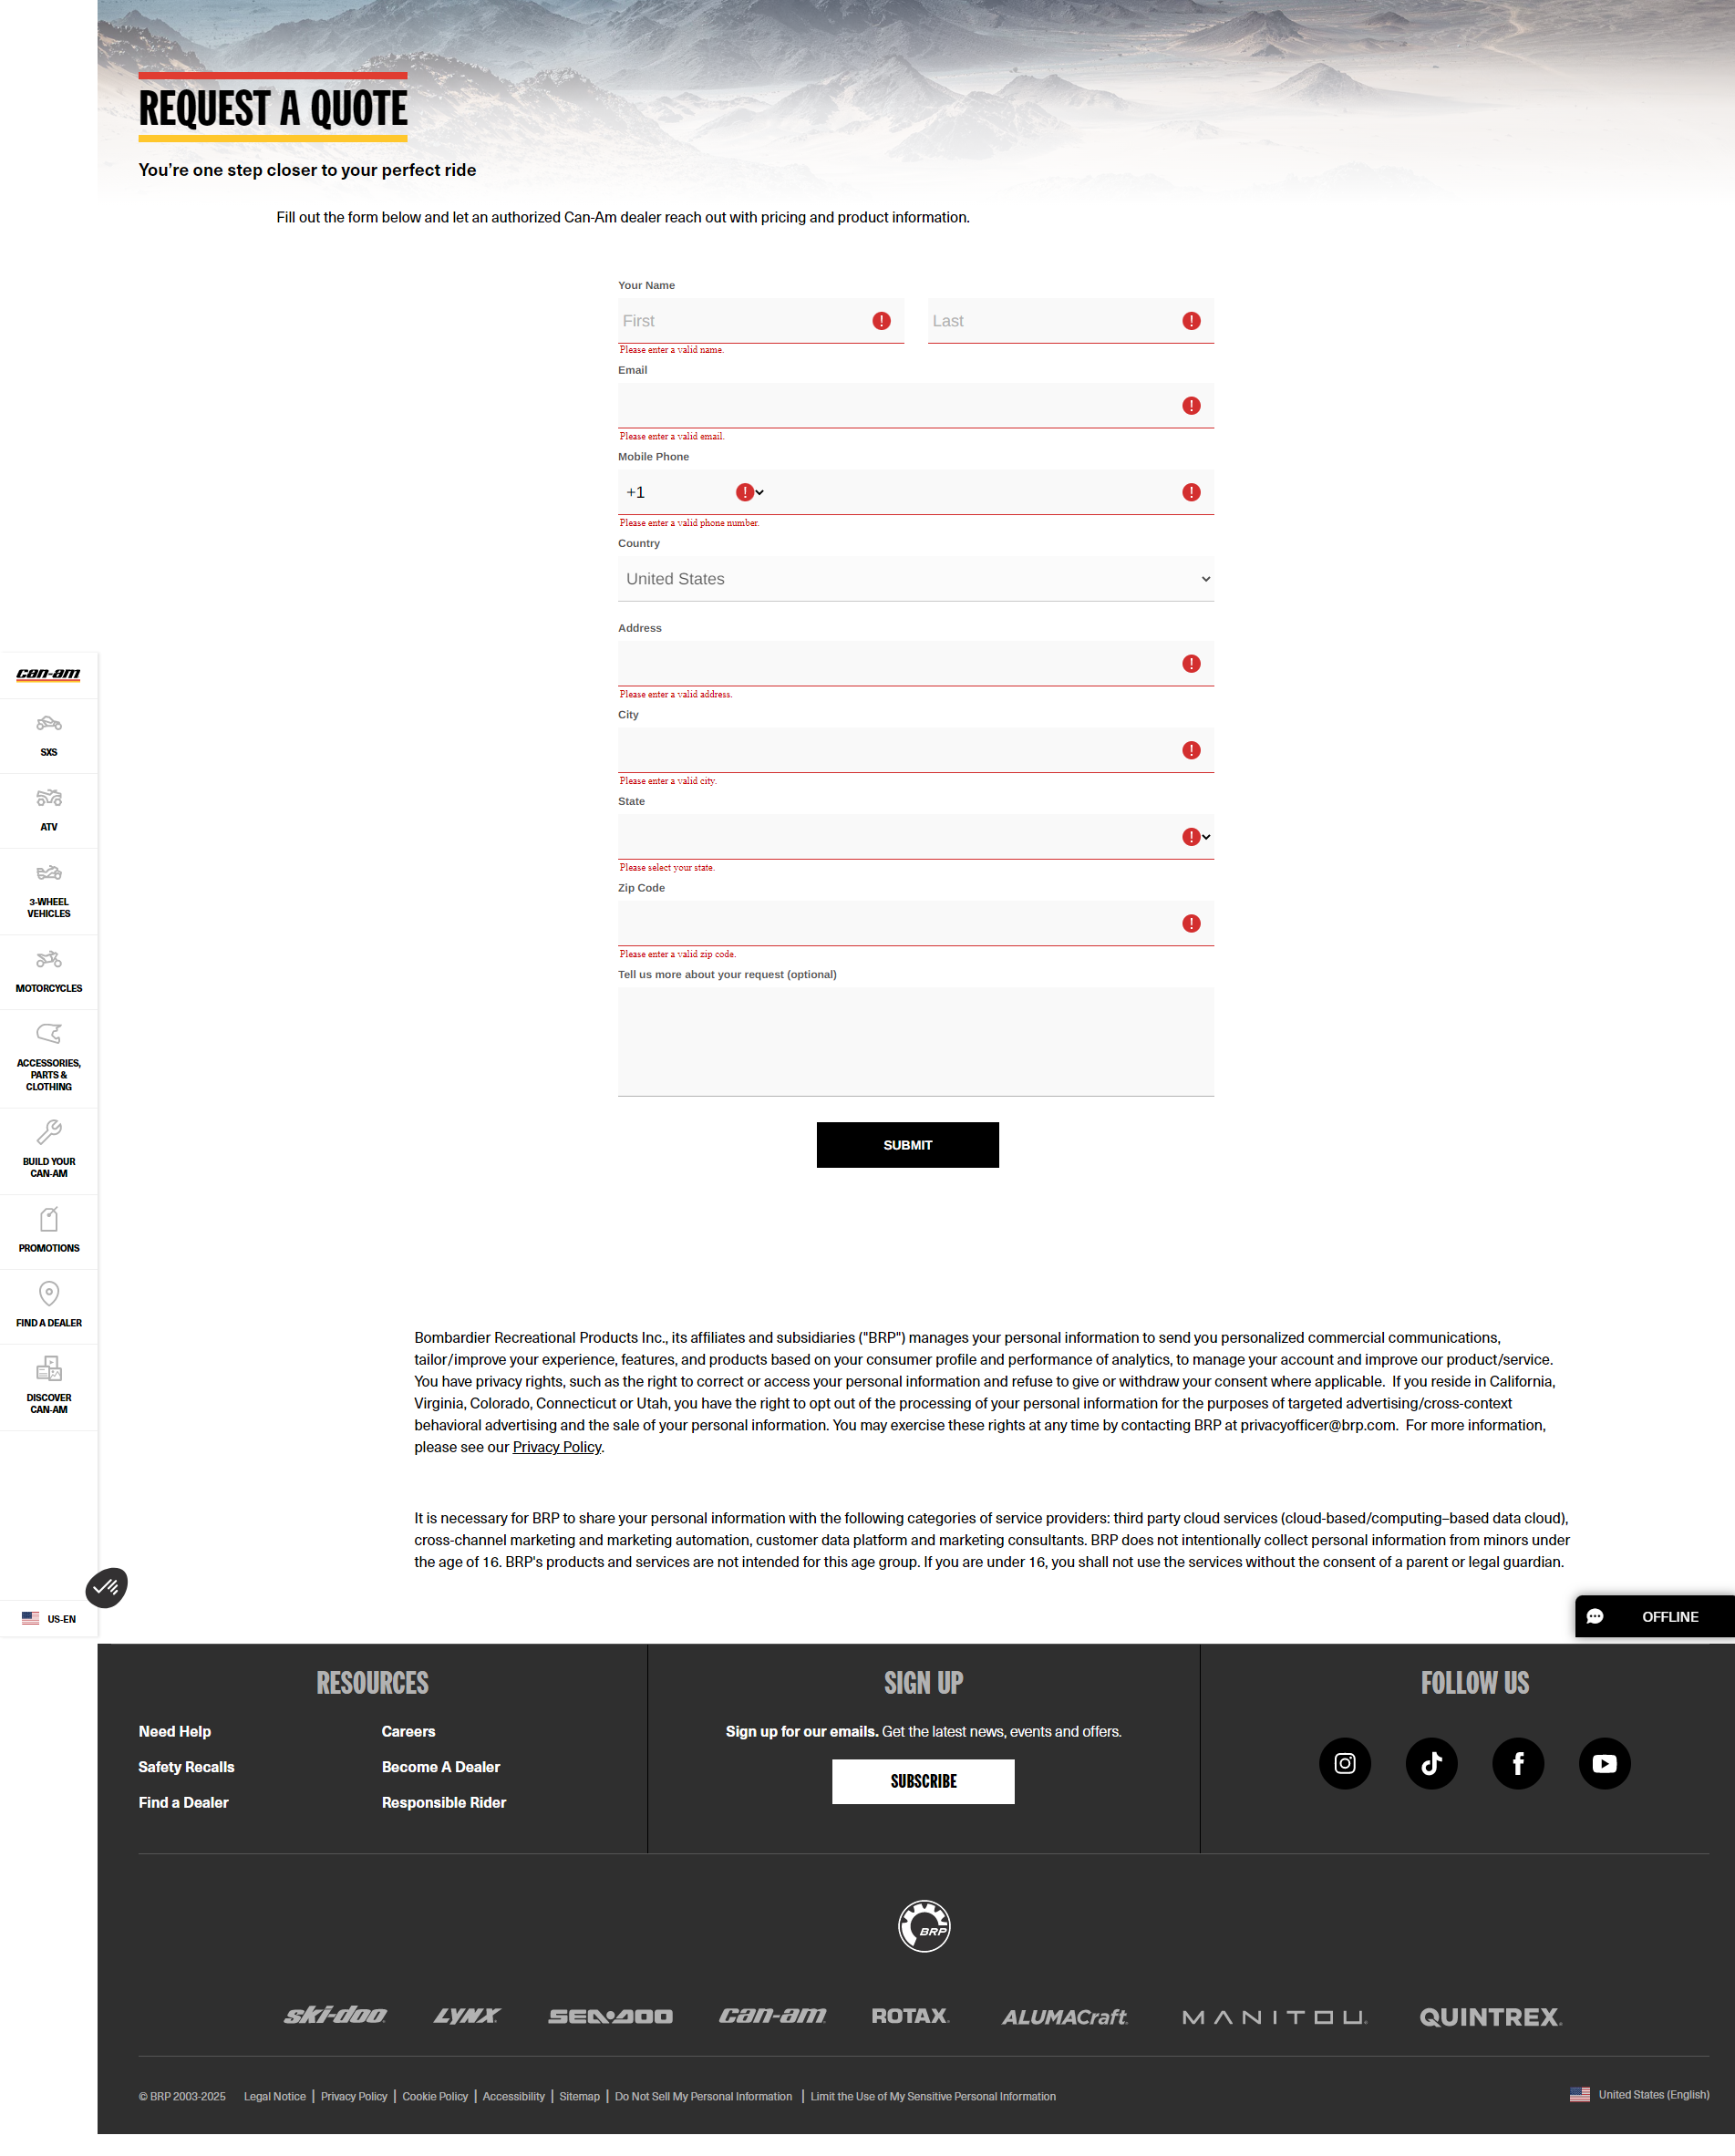 REQUEST A QUOTE
You're one step closer to your perfect ride
Fill out the form below and let an authorized Can-Am dealer reach out with pricing and product information.
Your Name
First
Last
Please enter a valid name.
Email
Please enter a valid email.
Mobile Phone
+1
Please enter a valid phone number.
Country
United States
Address
Please enter a valid address.
City
Please enter a valid city.
State
Please select your state.
Zip Code
Please enter a valid zip code.
Tell us more about your request (optional)
SUBMIT
can-am
SXS
ATV
3-WHEEL
VEHICLES
MOTORCYCLES
ACCESSORIES,
PARTS &
CLOTHING
BUILD YOUR
CAN-AM
PROMOTIONS
FIND A DEALER
DISCOVER
CAN-AM
US-EN
Bombardier Recreational Products Inc., its affiliates and subsidiaries ("BRP") manages your personal information to send you personalized commercial communications,
tailor/improve your experience, features, and products based on your consumer profile and performance of analytics, to manage your account and improve our product/service.
You have privacy rights, such as the right to correct or access your personal information and refuse to give or withdraw your consent where applicable.  If you reside in California,
Virginia, Colorado, Connecticut or Utah, you have the right to opt out of the processing of your personal information for the purposes of targeted advertising/cross-context
behavioral advertising and the sale of your personal information. You may exercise these rights at any time by contacting BRP at privacyofficer@brp.com.  For more information,
please see our Privacy Policy.
It is necessary for BRP to share your personal information with the following categories of service providers: third party cloud services (cloud-based/computing–based data cloud),
cross-channel marketing and marketing automation, customer data platform and marketing consultants. BRP does not intentionally collect personal information from minors under
the age of 16. BRP's products and services are not intended for this age group. If you are under 16, you shall not use the services without the consent of a parent or legal guardian.
OFFLINE
RESOURCES
Need Help
Careers
Safety Recalls
Become A Dealer
Find a Dealer
Responsible Rider
SIGN UP
Sign up for our emails. Get the latest news, events and offers.
SUBSCRIBE
FOLLOW US
BRP
ski-doo LYNX SEA-DOO can-am ROTAX ALUMACraft MANITOU QUINTREX
© BRP 2003-2025 Legal Notice | Privacy Policy | Cookie Policy | Accessibility | Sitemap | Do Not Sell My Personal Information | Limit the Use of My Sensitive Personal Information
United States (English)